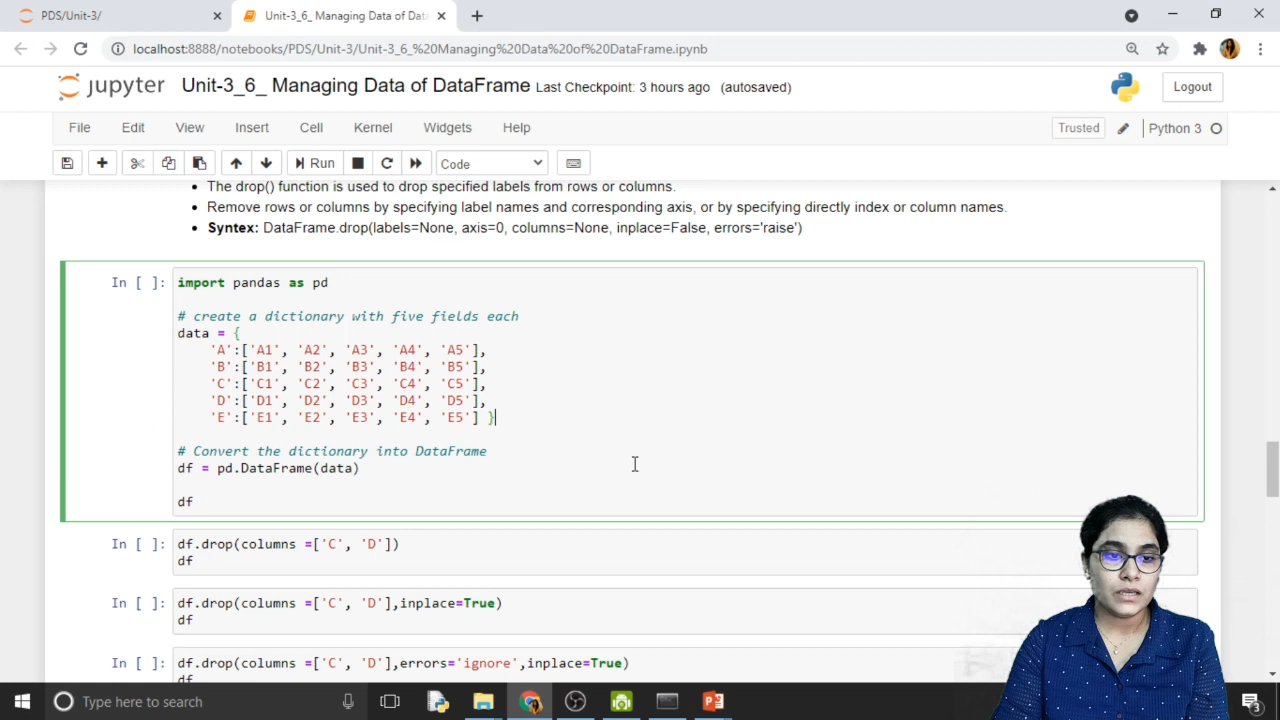 PDS/Unit-3/
Unit-3_6_ Managing Data of Dat
localhost:8888/notebooks/PDS/Unit-3/Unit-3_6_%20Managing%20Data%20of%20DataFrame.ipynb
jupyter Unit-3_6_ Managing Data of DataFrame Last Checkpoint: 3 hours ago (autosaved)
Logout
File Edit View Insert Cell Kernel Widgets Help
Trusted Python 3
Run Code
• The drop() function is used to drop specified labels from rows or columns.
• Remove rows or columns by specifying label names and corresponding axis, or by specifying directly index or column names.
• Syntex: DataFrame.drop(labels=None, axis=0, columns=None, inplace=False, errors='raise')
In [ ]: import pandas as pd
# create a dictionary with five fields each
data = {
'A':['A1', 'A2', 'A3', 'A4', 'A5'],
'B':['B1', 'B2', 'B3', 'B4', 'B5'],
'C':['C1', 'C2', 'C3', 'C4', 'C5'],
'D':['D1', 'D2', 'D3', 'D4', 'D5'],
'E':['E1', 'E2', 'E3', 'E4', 'E5'] }
# Convert the dictionary into DataFrame
df = pd.DataFrame(data)
df
In [ ]: df.drop(columns =['C', 'D'])
df
In [ ]: df.drop(columns =['C', 'D'],inplace=True)
df
In [ ]: df.drop(columns =['C', 'D'],errors='ignore',inplace=True)
df
Type here to search
3